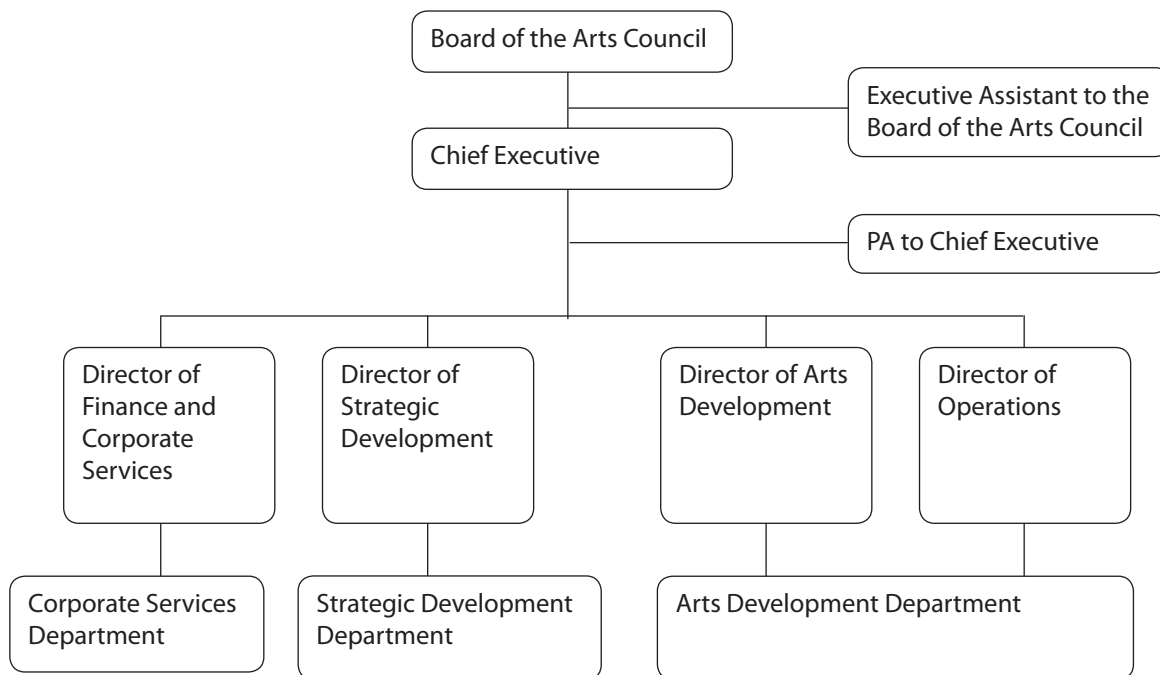 Board of the Arts Council
Executive Assistant to the
Board of the Arts Council
Chief Executive
PA to Chief Executive
Director of
Finance and
Corporate
Services
Director of
Strategic
Development
Director of Arts
Development
Director of
Operations
Corporate Services
Department
Strategic Development
Department
Arts Development Department